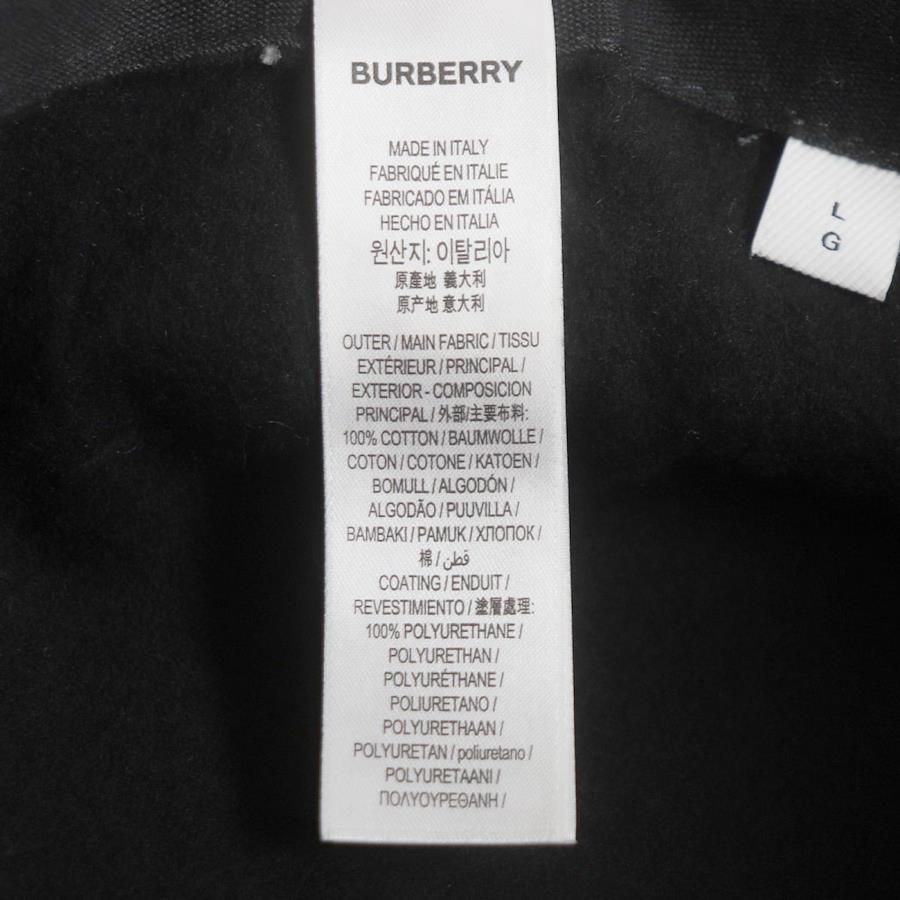 BURBERRY
MADE IN ITALY
FABRIQUÉ EN ITALIE
FABRICADO EM ITÁLIA
HECHO EN ITALIA
원산지: 이탈리아
原產地 義大利
原产地 意大利
OUTER / MAIN FABRIC / TISSU
EXTÉRIEUR / PRINCIPAL /
EXTERIOR - COMPOSICION
PRINCIPAL / 外部/主要布料:
100% COTTON / BAUMWOLLE /
COTON / COTONE / KATOEN /
BOMULL / ALGODÓN /
ALGODÃO / PUUVILLA /
BAMBAKI / PAMUK / ХЛОПОК /
棉 / قطن /
COATING / ENDUIT /
REVESTIMIENTO / 塗層處理:
100% POLYURETHANE /
POLYURETHAN /
POLYURÉTHANE /
POLIURETANO /
POLYURETHAAN /
POLYURETAN / poliuretano /
POLYURETAANI /
ΠΟΛΥΟΥΡΕΘΑΝΗ /
L
G